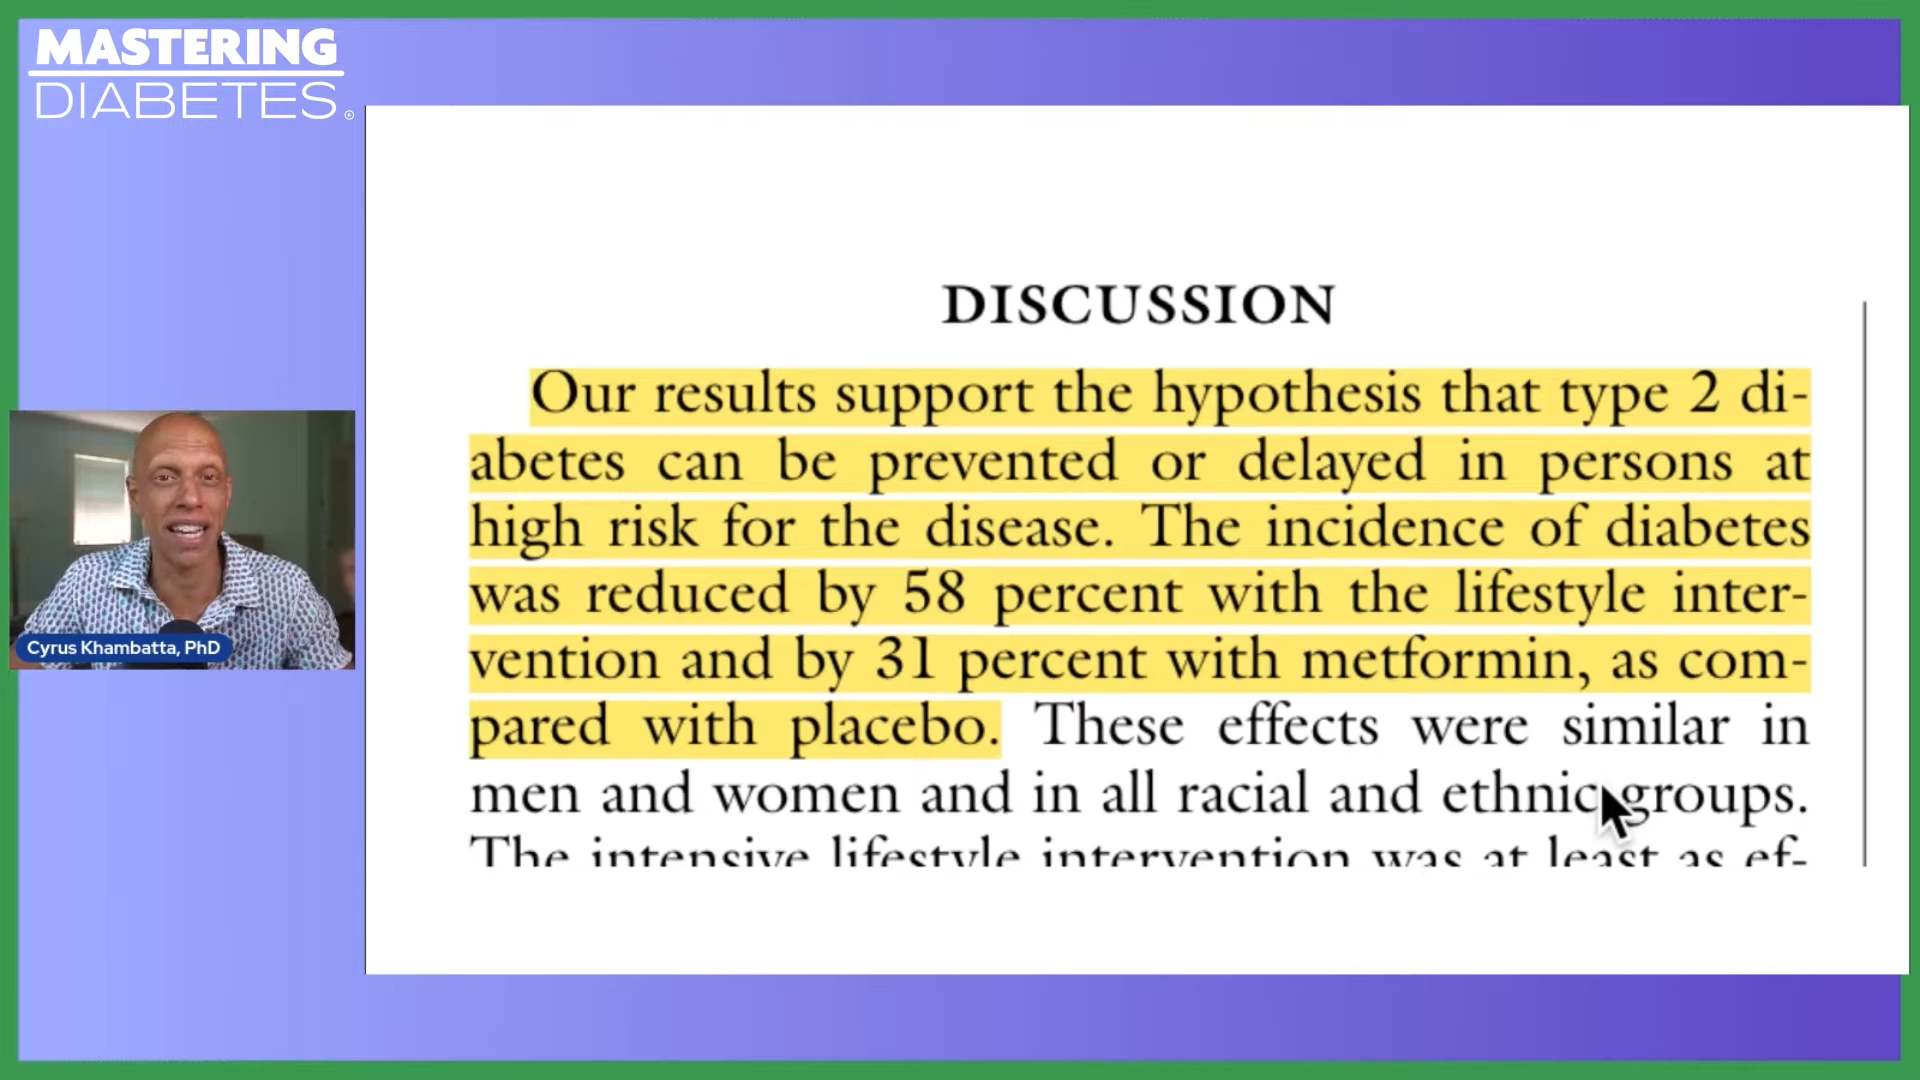 MASTERING
DIABETES®
Cyrus Khambatta, PhD
DISCUSSION
Our results support the hypothesis that type 2 di-
abetes can be prevented or delayed in persons at
high risk for the disease. The incidence of diabetes
was reduced by 58 percent with the lifestyle inter-
vention and by 31 percent with metformin, as com-
pared with placebo. These effects were similar in
men and women and in all racial and ethnic groups.
The intensive lifestyle intervention was at least as ef-